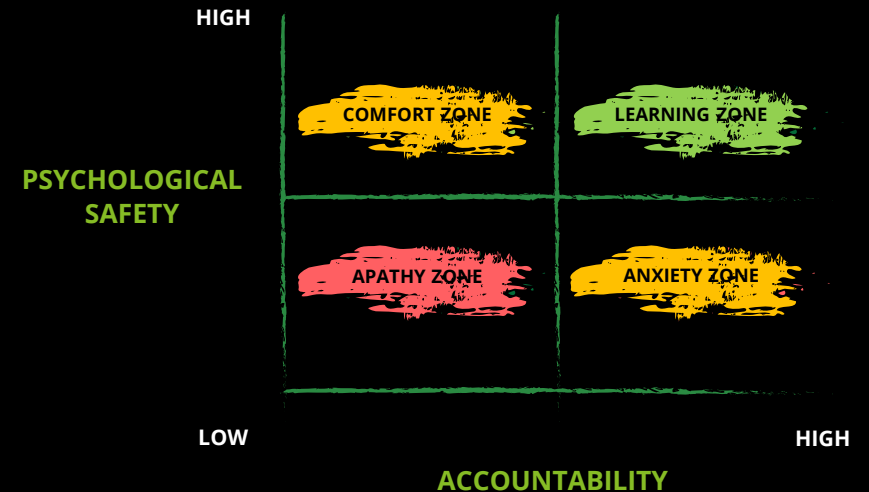 HIGH
COMFORT ZONE
LEARNING ZONE
PSYCHOLOGICAL
SAFETY
APATHY ZONE
ANXIETY ZONE
LOW
HIGH
ACCOUNTABILITY